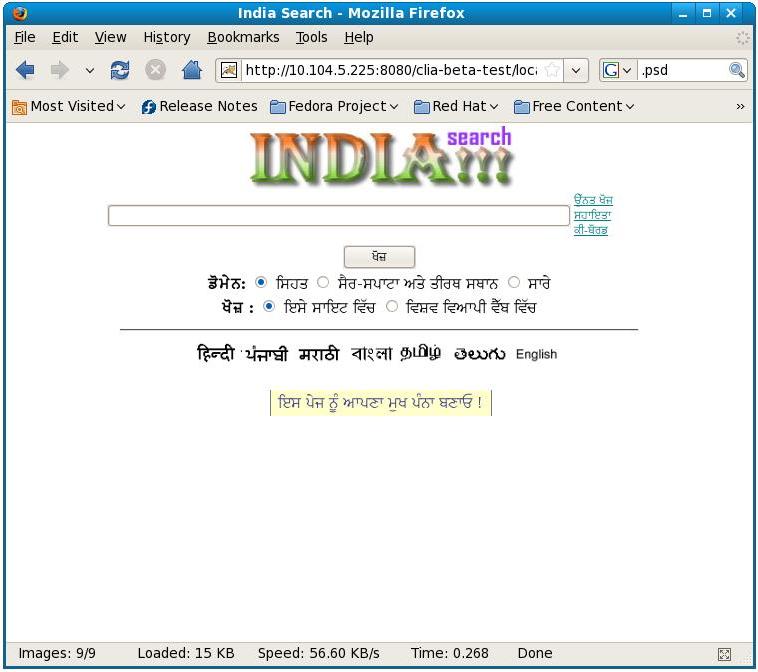 India Search - Mozilla Firefox
File Edit View History Bookmarks Tools Help
http://10.104.5.225:8080/clia-beta-test/loca G .psd
Most Visited Release Notes Fedora Project Red Hat Free Content »
INDIA!!! search
ਉੱਨਤ ਖੋਜ
ਸਹਾਇਤਾ
ਕੀ-ਬੋਰਡ
ਖੋਜ਼
ਡੋਮੇਨ: ਸਿਹਤ ਸੈਰ-ਸਪਾਟਾ ਅਤੇ ਤੀਰਥ ਸਥਾਨ ਸਾਰੇ
ਖੋਜ਼ : ਇਸੇ ਸਾਇਟ ਵਿੱਚ ਵਿਸ਼ਵ ਵਿਆਪੀ ਵੈੱਬ ਵਿੱਚ
हिन्दी ਪੰਜਾਬੀ मराठी বাংলা தமிழ் తెలుగు English
ਇਸ ਪੇਜ ਨੂੰ ਆਪਣਾ ਮੁਖ ਪੰਨਾ ਬਣਾਓ !
Images: 9/9 Loaded: 15 KB Speed: 56.60 KB/s Time: 0.268 Done